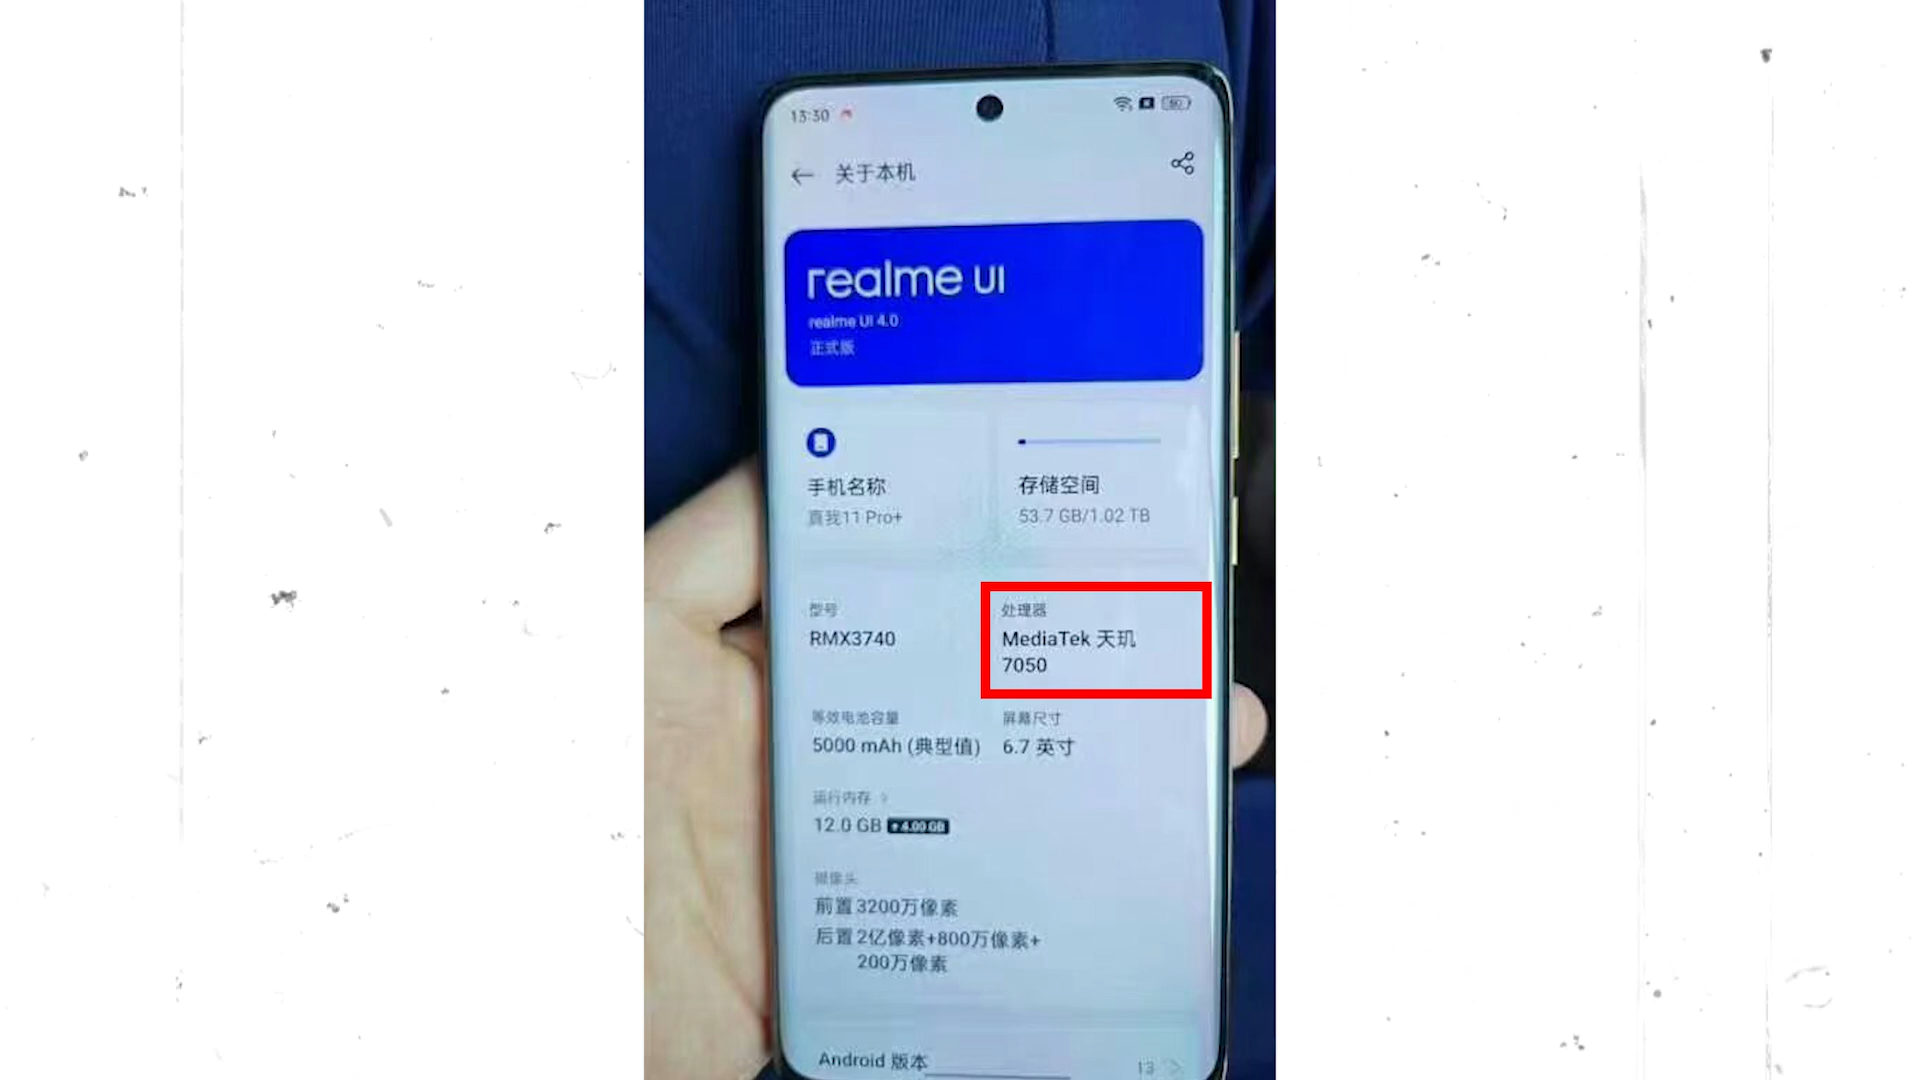 13:30
80
关于本机
realme UI
realme UI 4.0
正式版
手机名称
真我11 Pro+
存储空间
53.7 GB/1.02 TB
型号
RMX3740
处理器
MediaTek 天玑
7050
等效电池容量
5000 mAh (典型值)
屏幕尺寸
6.7 英寸
运行内存
12.0 GB + 4.00 GB
摄像头
前置 3200万像素
后置 2亿像素+800万像素+
200万像素
Android 版本
13